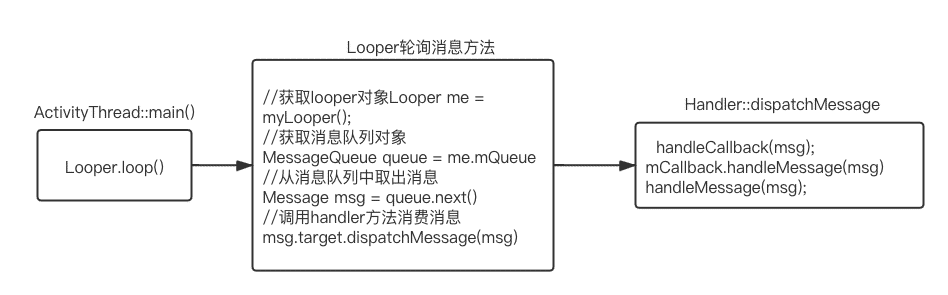 Looper轮询消息方法
ActivityThread::main()
Looper.loop()
//获取looper对象Looper me =
myLooper();
//获取消息队列对象
MessageQueue queue = me.mQueue
//从消息队列中取出消息
Message msg = queue.next()
//调用handler方法消费消息
msg.target.dispatchMessage(msg)
Handler::dispatchMessage
handleCallback(msg);
mCallback.handleMessage(msg)
handleMessage(msg);